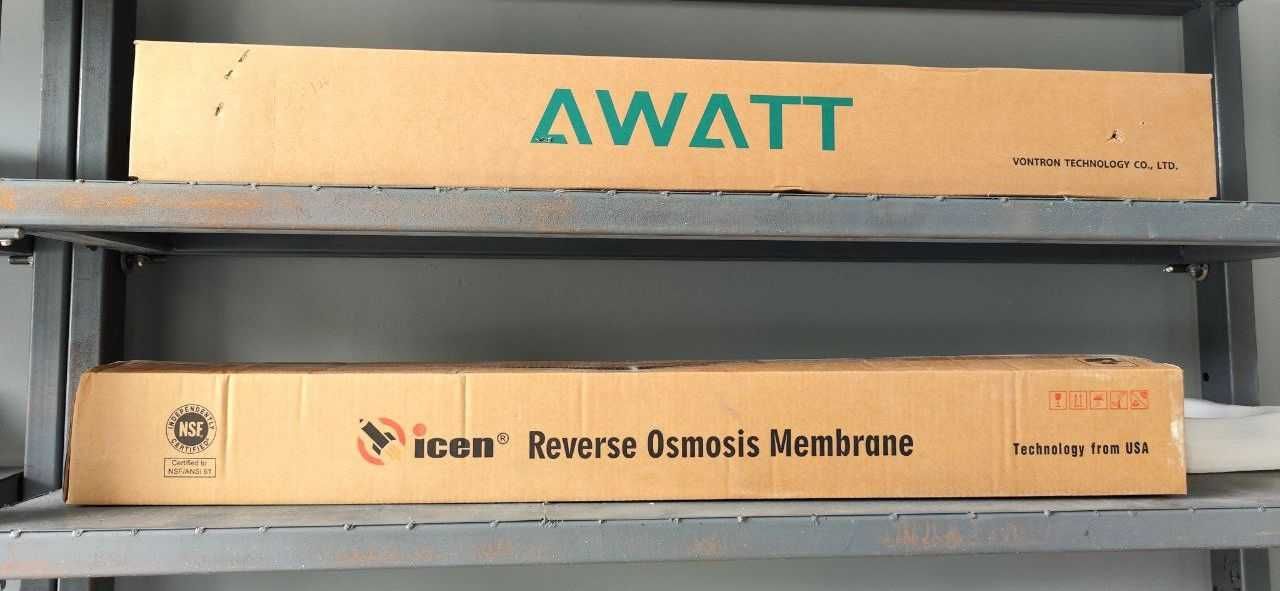 AWATT
VONTRON TECHNOLOGY CO., LTD.
INDEPENDENTLY
NSF
CERTIFIED
Certified to
NSF/ANSI 61
icen® Reverse Osmosis Membrane
Technology from USA